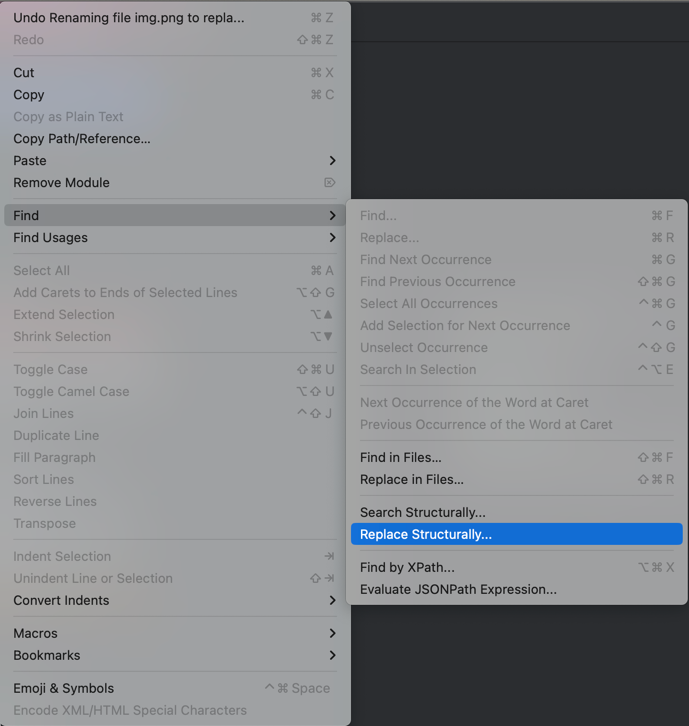 Undo Renaming file img.png to repla... ⌘ Z
Redo ⇧ ⌘ Z
Cut ⌘ X
Copy ⌘ C
Copy as Plain Text
Copy Path/Reference...
Paste
Remove Module ⌦
Find
Find Usages
Select All ⌘ A
Add Carets to Ends of Selected Lines ⌥ ⇧ G
Extend Selection ⌥ ▲
Shrink Selection ⌥ ▼
Toggle Case ⇧ ⌘ U
Toggle Camel Case ⌥ ⇧ U
Join Lines ^ ⇧ J
Duplicate Line
Fill Paragraph
Sort Lines
Reverse Lines
Transpose
Indent Selection ⇥
Unindent Line or Selection ⇧ ⇥
Convert Indents
Macros
Bookmarks
Emoji & Symbols ^ ⌘ Space
Encode XML/HTML Special Characters
Find... ⌘ F
Replace... ⌘ R
Find Next Occurrence ⌘ G
Find Previous Occurrence ⇧ ⌘ G
Select All Occurrences ^ ⌘ G
Add Selection for Next Occurrence ^ G
Unselect Occurrence ^ ⇧ G
Search In Selection ^ ⌥ E
Next Occurrence of the Word at Caret
Previous Occurrence of the Word at Caret
Find in Files... ⇧ ⌘ F
Replace in Files... ⇧ ⌘ R
Search Structurally...
Replace Structurally...
Find by XPath... ⌥ ⌘ X
Evaluate JSONPath Expression...